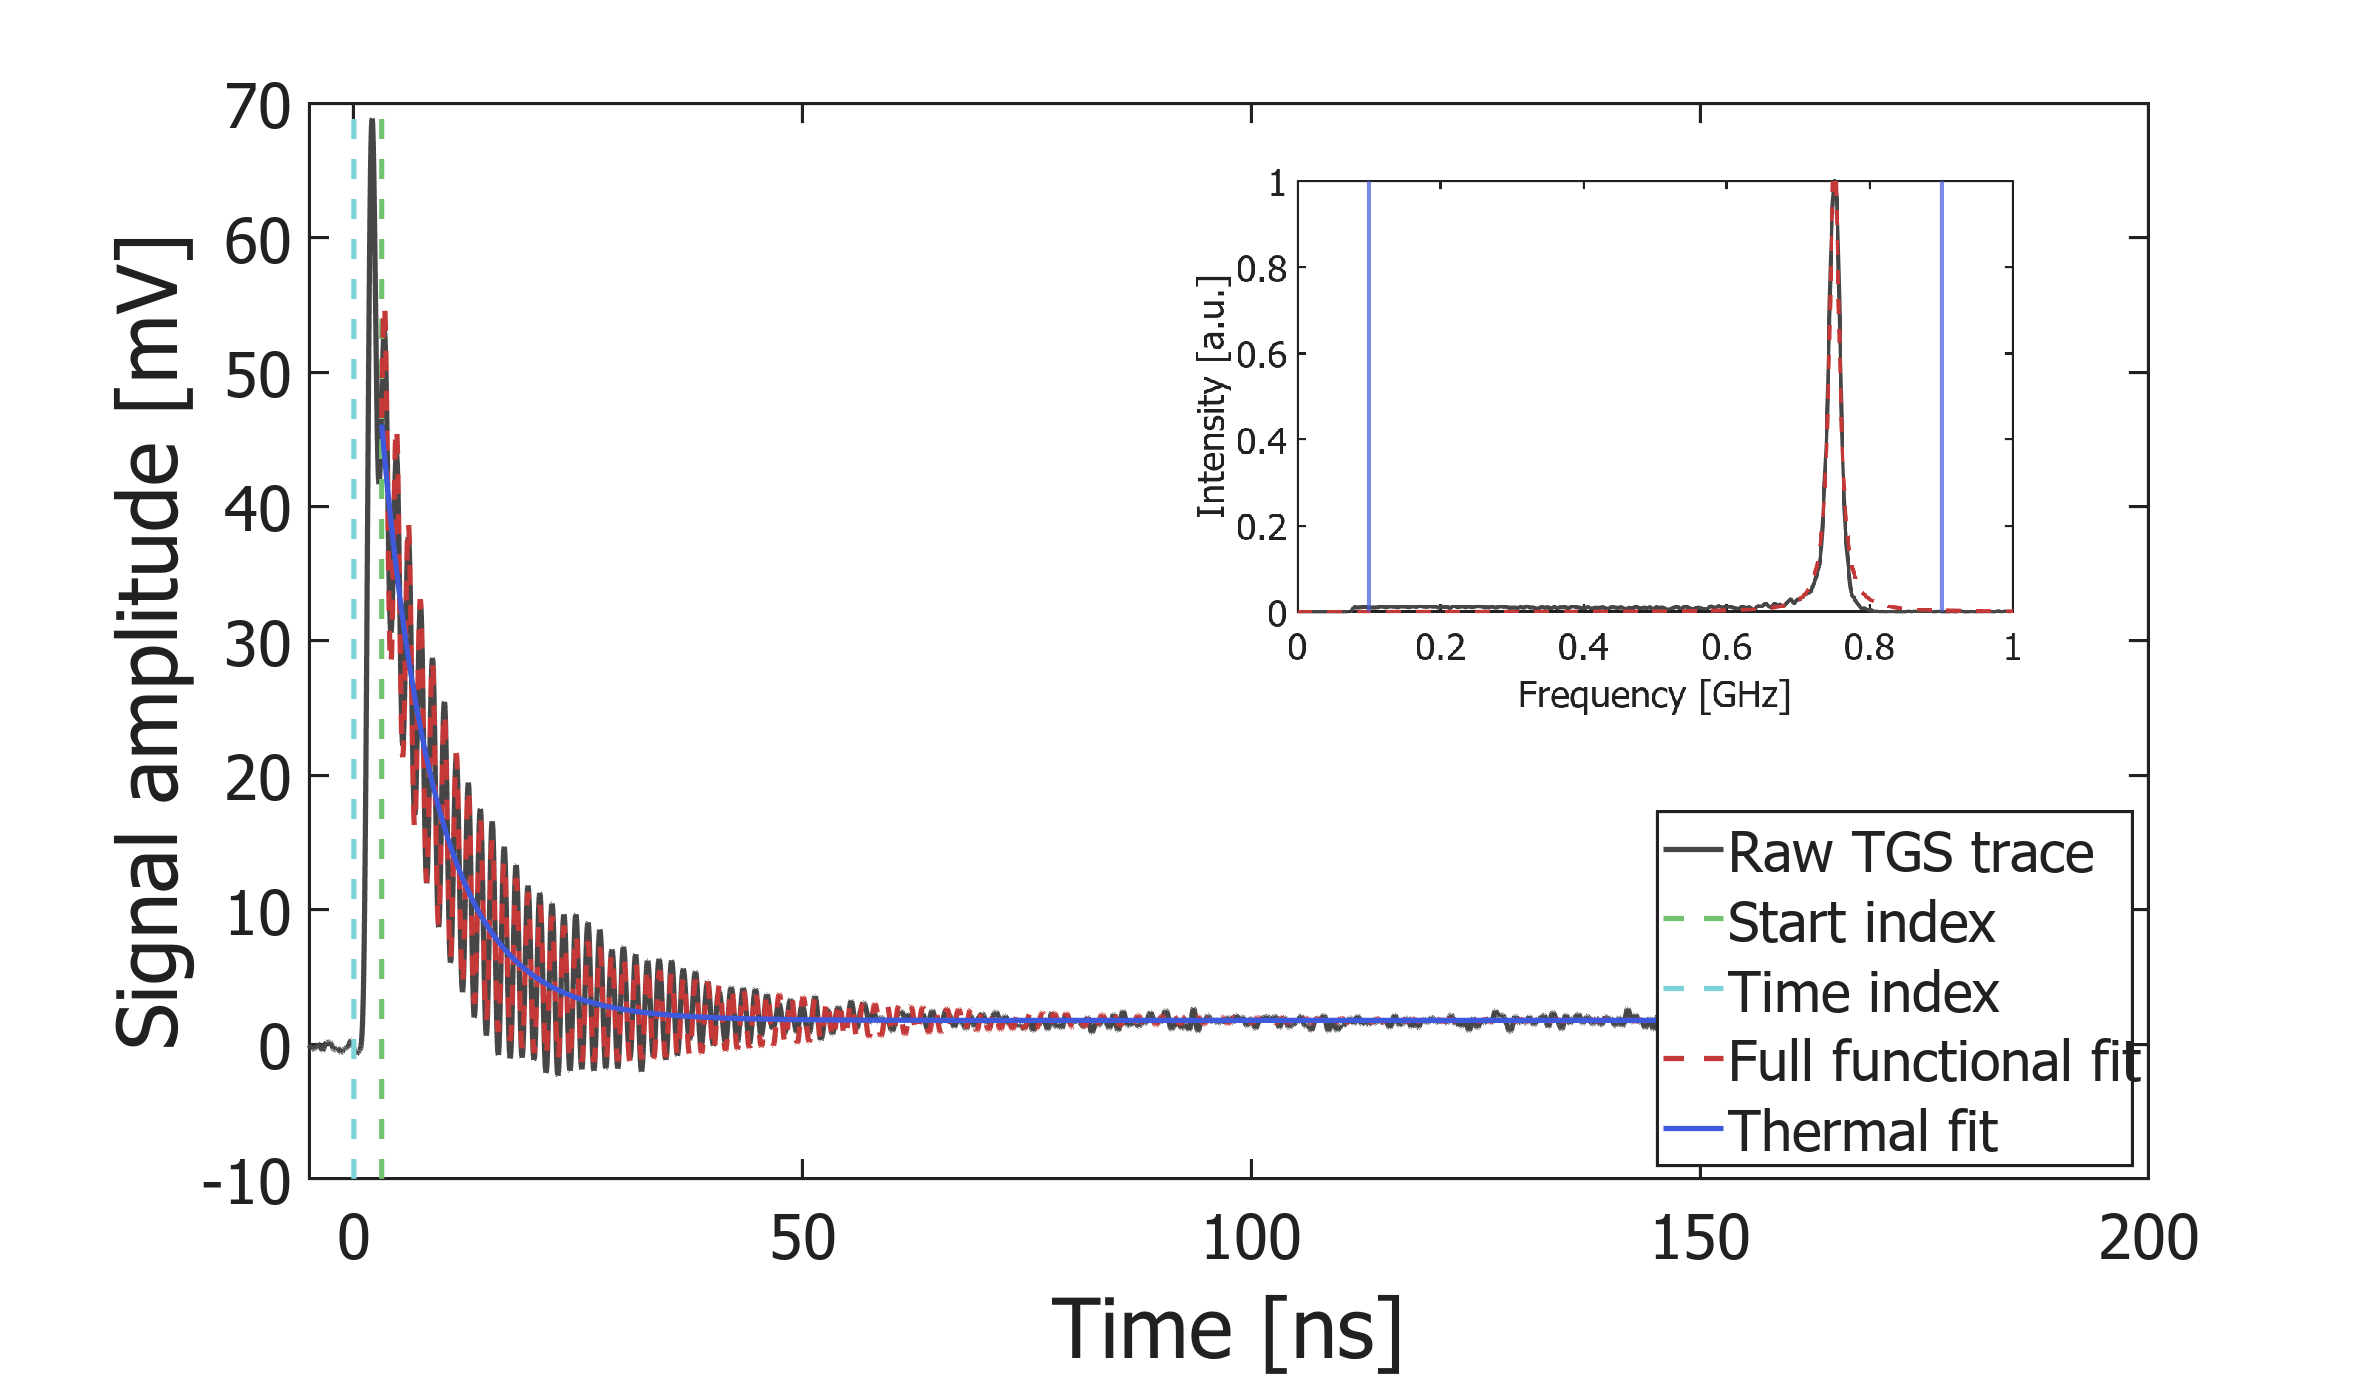 70
60
50
40
30
20
10
0
-10
Signal amplitude [mV]
0
50
100
150
200
Time [ns]
1
0.8
0.6
0.4
0.2
0
Intensity [a.u.]
0
0.2
0.4
0.6
0.8
1
Frequency [GHz]
Raw TGS trace
Start index
Time index
Full functional fit
Thermal fit